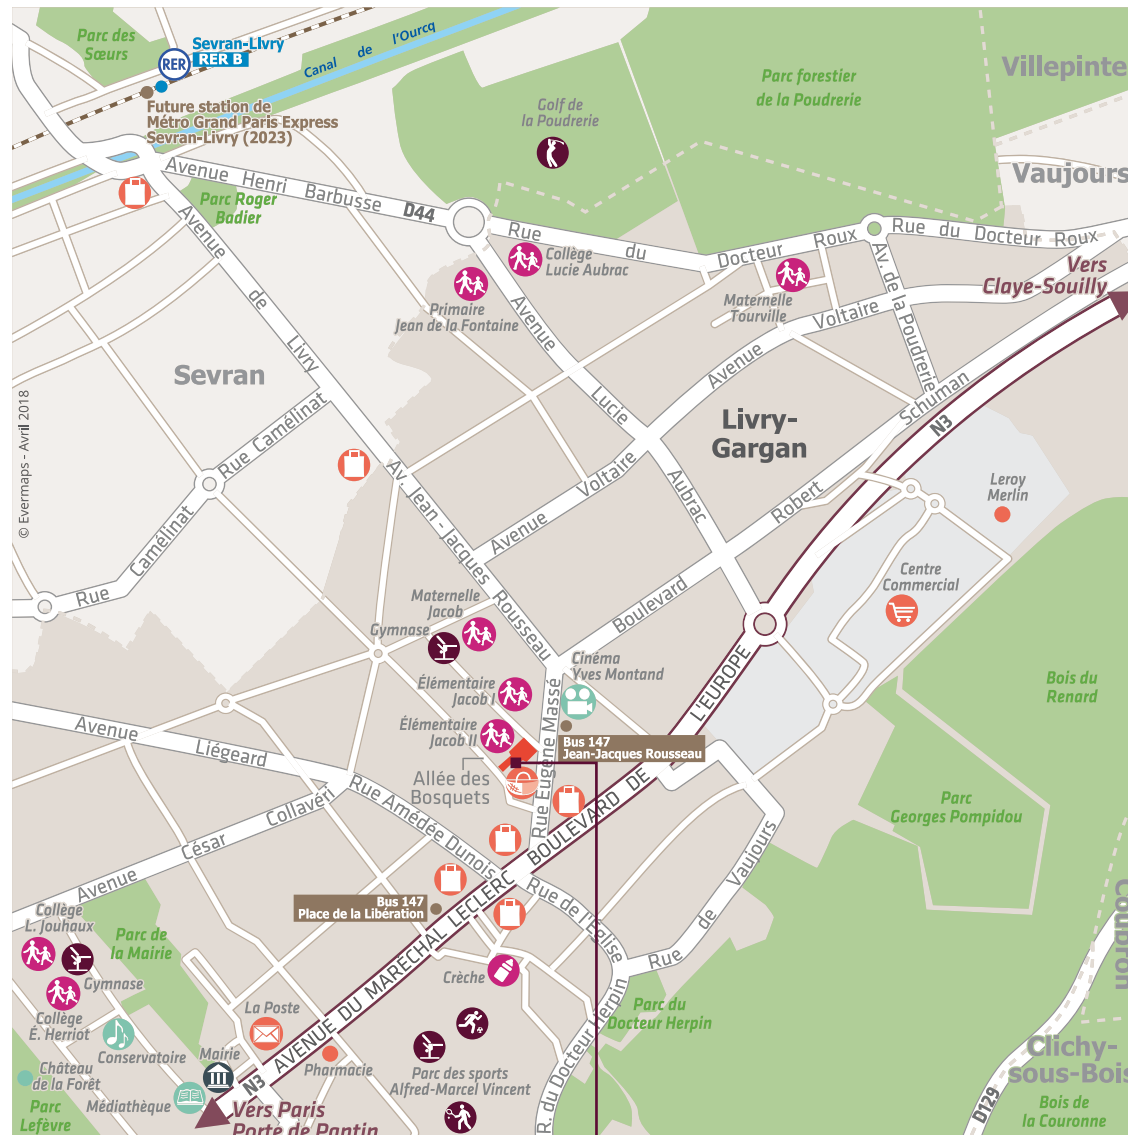 Parc des
Sœurs
Sevran-Livry
RER B
RER
Canal de l'Ourcq
Future station de
Métro Grand Paris Express
Sevran-Livry (2023)
Golf de
la Poudrerie
Parc forestier
de la Poudrerie
Villepinte
Vaujours
Avenue Henri Barbusse D44
Parc Roger
Badier
Avenue de Livry
Rue du Docteur Roux
Rue du Docteur Roux
Collège
Lucie Aubrac
Primaire
Jean de la Fontaine
Maternelle
Tourville
Av. de la Poudrerie
Vers
Claye-Souilly
Avenue Lucie Aubrac
Avenue Voltaire
Sevran
Livry-
Gargan
© Evermaps - Avril 2018
Rue Camélinat
Rue Camélinat
Av. Jean-Jacques Rousseau
Avenue Voltaire
Boulevard Robert Schuman
N3
Leroy
Merlin
Centre
Commercial
Maternelle
Jacob
Gymnase
Cinéma
Yves Montand
Élémentaire
Jacob I
Élémentaire
Jacob II
Allée des
Bosquets
Rue Eugène Massé
Bus 147
Jean-Jacques Rousseau
BOULEVARD DE L'EUROPE
Bois du
Renard
Parc
Georges Pompidou
Avenue Liégeard
Avenue César Collavéri
Rue Amédée Dunois
Rue de l'Église
Rue de Vaujours
Bus 147
Place de la Libération
Collège
L. Jouhaux
Gymnase
Collège
É. Herriot
Parc de
la Mairie
La Poste
Conservatoire
Mairie
Château
de la Forêt
Médiathèque
Parc
Lefèvre
N3 AVENUE DU MARÉCHAL LECLERC
Pharmacie
Vers Paris
Porte de Pantin
Crèche
Parc des sports
Alfred-Marcel Vincent
R. du Docteur Herpin
Parc du
Docteur Herpin
Coubron
Clichy-
sous-Bois
D129
Bois de
la Couronne